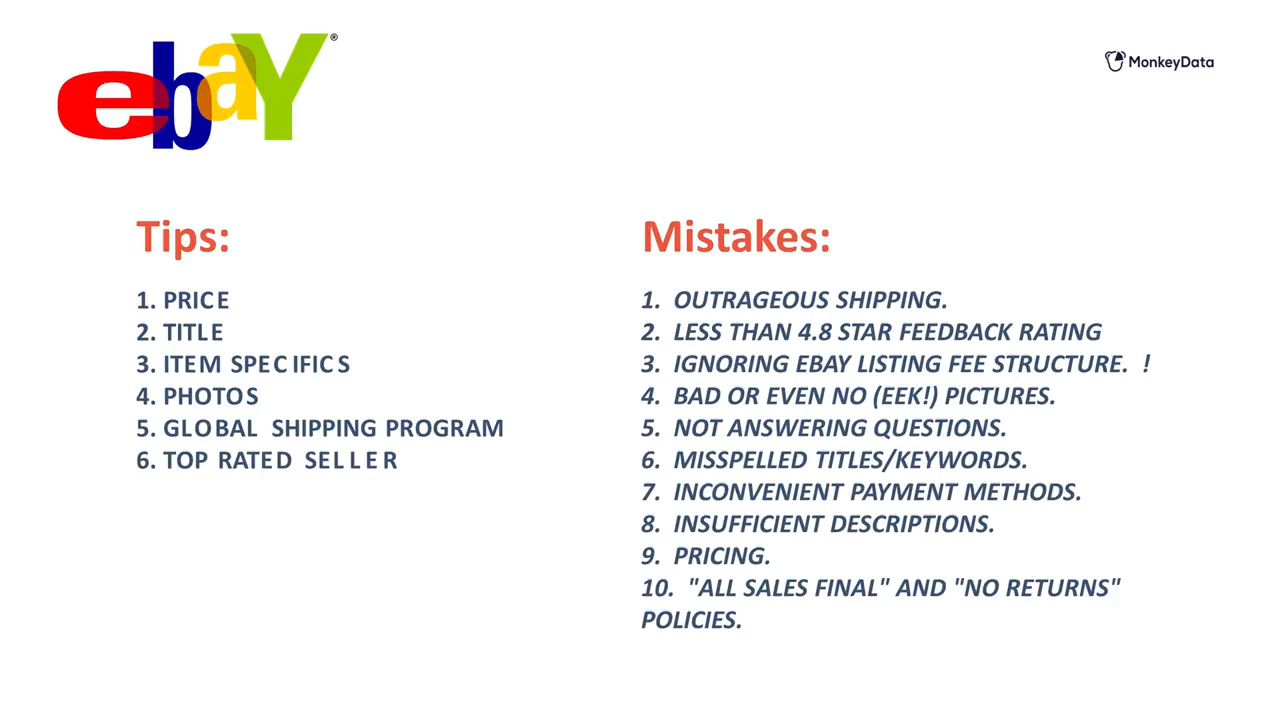 ebaY®
MonkeyData
Tips:
1. PRICE
2. TITLE
3. ITEM SPECIFICS
4. PHOTOS
5. GLOBAL SHIPPING PROGRAM
6. TOP RATED SELLER
Mistakes:
1. OUTRAGEOUS SHIPPING.
2. LESS THAN 4.8 STAR FEEDBACK RATING
3. IGNORING EBAY LISTING FEE STRUCTURE. !
4. BAD OR EVEN NO (EEK!) PICTURES.
5. NOT ANSWERING QUESTIONS.
6. MISSPELLED TITLES/KEYWORDS.
7. INCONVENIENT PAYMENT METHODS.
8. INSUFFICIENT DESCRIPTIONS.
9. PRICING.
10. "ALL SALES FINAL" AND "NO RETURNS"
POLICIES.